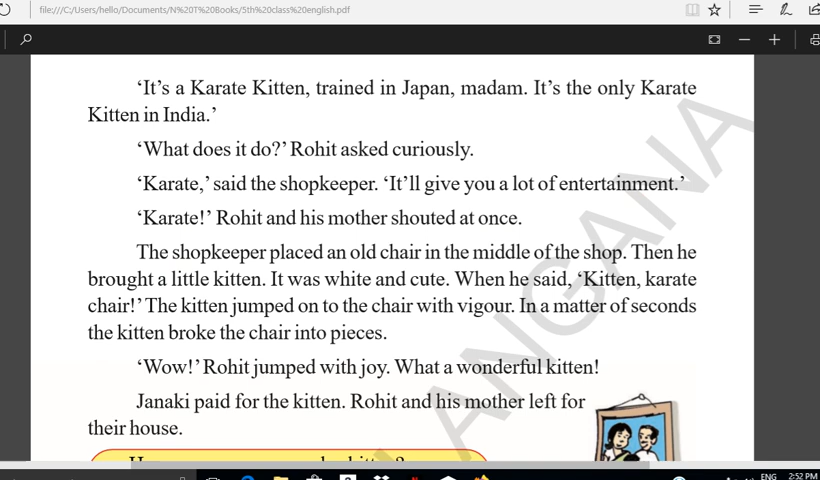 file:///C:/Users/hello/Documents/N%20T%20Books/5th%20class%20english.pdf
‘It’s a Karate Kitten, trained in Japan, madam. It’s the only Karate
Kitten in India.’
‘What does it do?’ Rohit asked curiously.
‘Karate,’ said the shopkeeper. ‘It’ll give you a lot of entertainment.’
‘Karate!’ Rohit and his mother shouted at once.
The shopkeeper placed an old chair in the middle of the shop. Then he
brought a little kitten. It was white and cute. When he said, ‘Kitten, karate
chair!’ The kitten jumped on to the chair with vigour. In a matter of seconds
the kitten broke the chair into pieces.
‘Wow!’ Rohit jumped with joy. What a wonderful kitten!
Janaki paid for the kitten. Rohit and his mother left for
their house.
LANGANA
ENG
2:52 PM